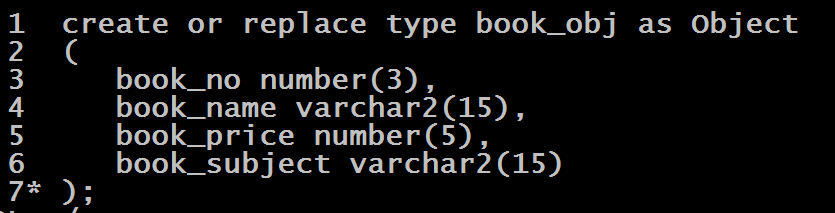 1  create or replace type book_obj as Object
2  (
3     book_no number(3),
4     book_name varchar2(15),
5     book_price number(5),
6     book_subject varchar2(15)
7* );